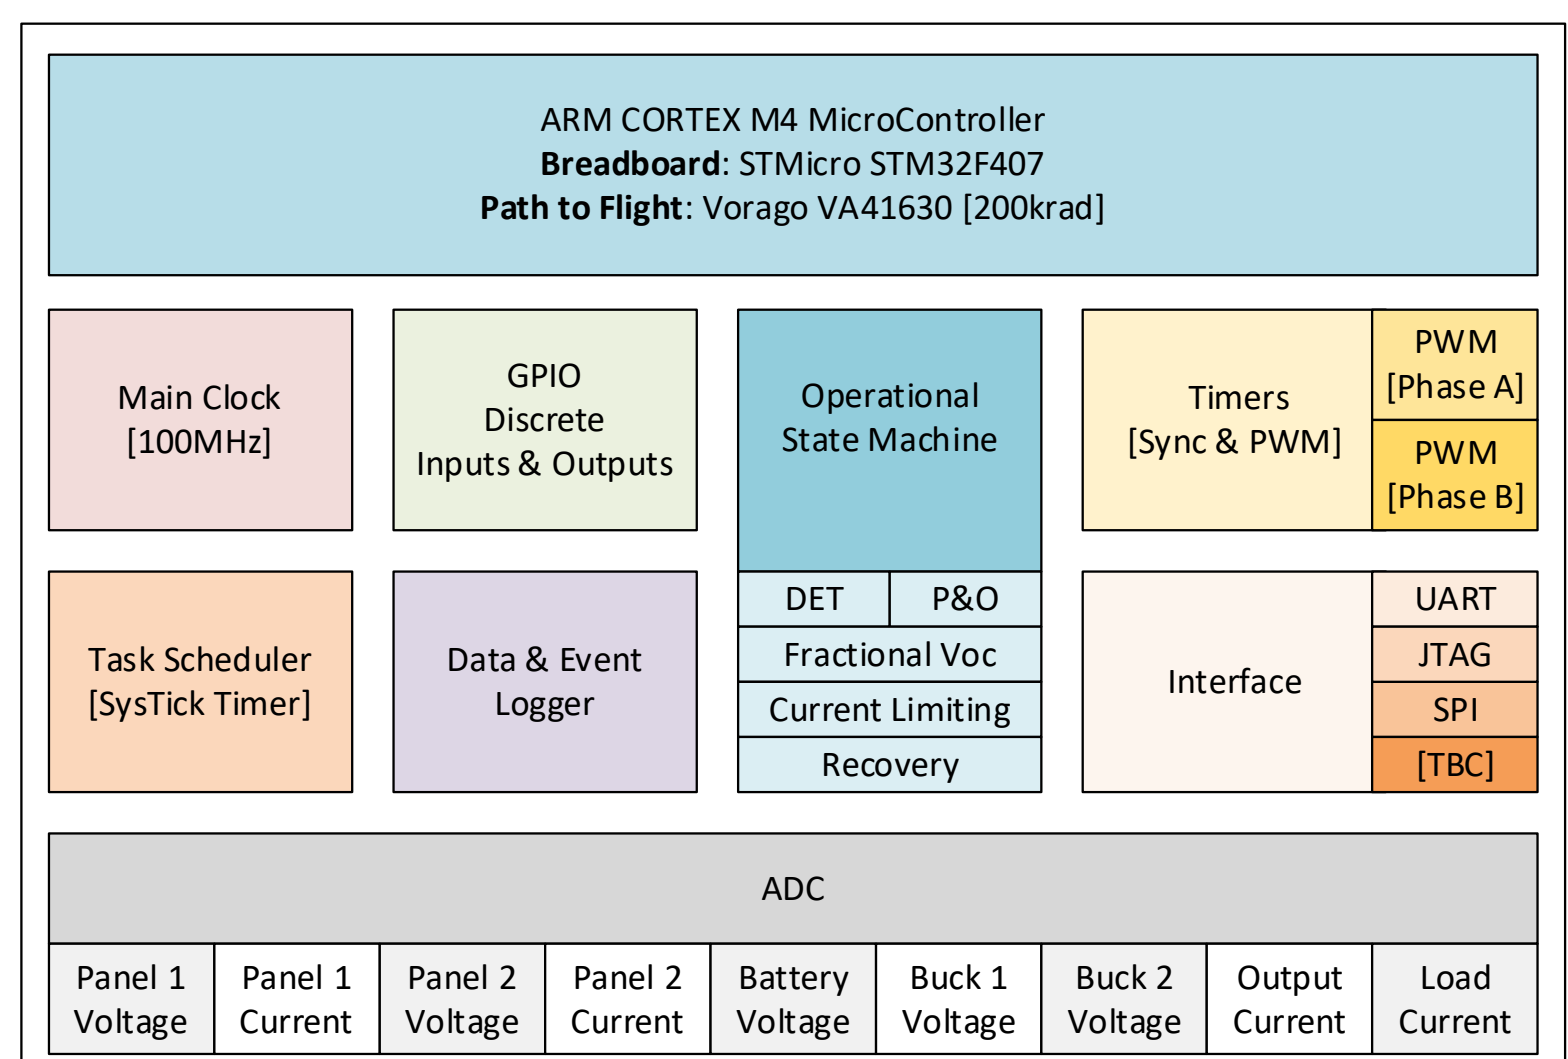 ARM CORTEX M4 MicroController
Breadboard: STMicro STM32F407
Path to Flight: Vorago VA41630 [200krad]
Main Clock
[100MHz]
GPIO
Discrete
Inputs & Outputs
Operational
State Machine
Timers
[Sync & PWM]
PWM
[Phase A]
PWM
[Phase B]
Task Scheduler
[SysTick Timer]
Data & Event
Logger
DET
P&O
Fractional Voc
Current Limiting
Recovery
Interface
UART
JTAG
SPI
[TBC]
ADC
Panel 1
Voltage
Panel 1
Current
Panel 2
Voltage
Panel 2
Current
Battery
Voltage
Buck 1
Voltage
Buck 2
Voltage
Output
Current
Load
Current